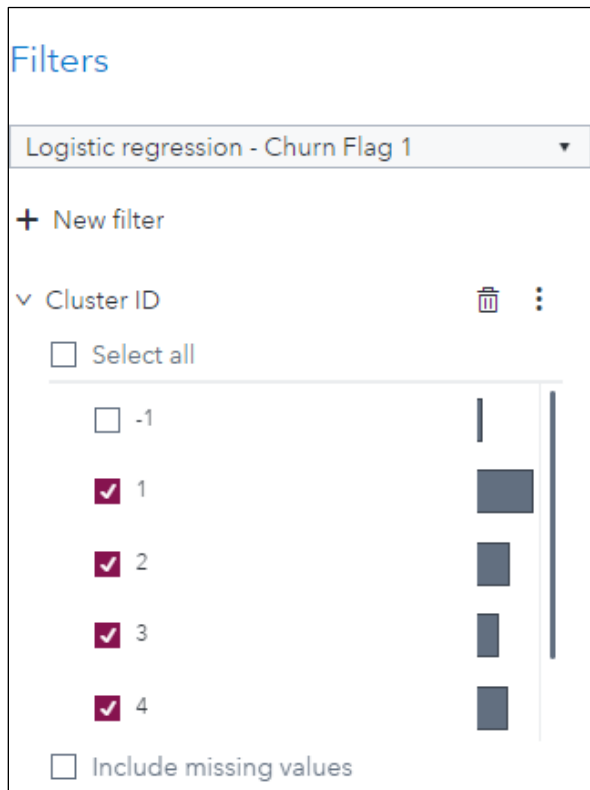 Filters
Logistic regression - Churn Flag 1
+ New filter
Cluster ID
Select all
-1
1
2
3
4
Include missing values